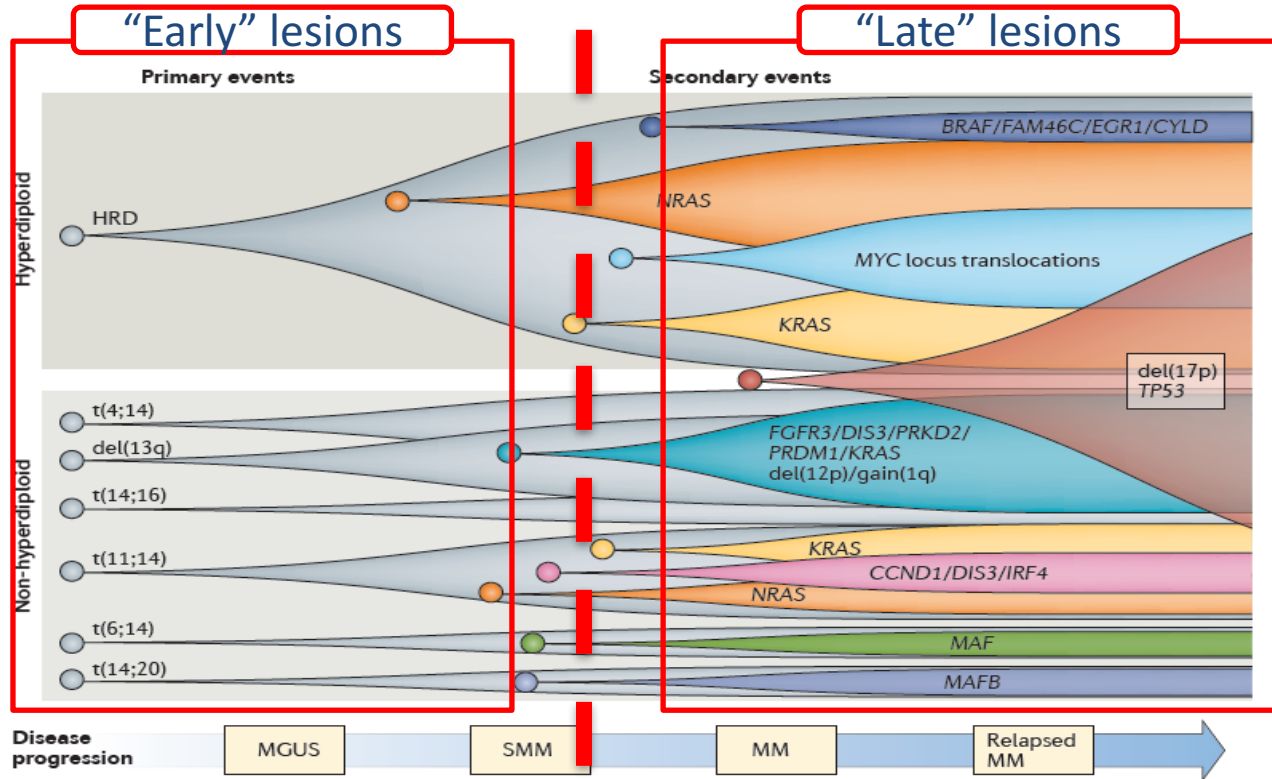 “Early” lesions
“Late” lesions
Primary events
Secondary events
Hyperdiploid
HRD
BRAF/FAM46C/EGR1/CYLD
NRAS
MYC locus translocations
KRAS
del(17p)
TP53
Non-hyperdiploid
t(4;14)
del(13q)
t(14;16)
t(11;14)
t(6;14)
t(14;20)
FGFR3/DIS3/PRKD2/
PRDM1/KRAS
del(12p)/gain(1q)
KRAS
CCND1/DIS3/IRF4
NRAS
MAF
MAFB
Disease
progression
MGUS
SMM
MM
Relapsed
MM